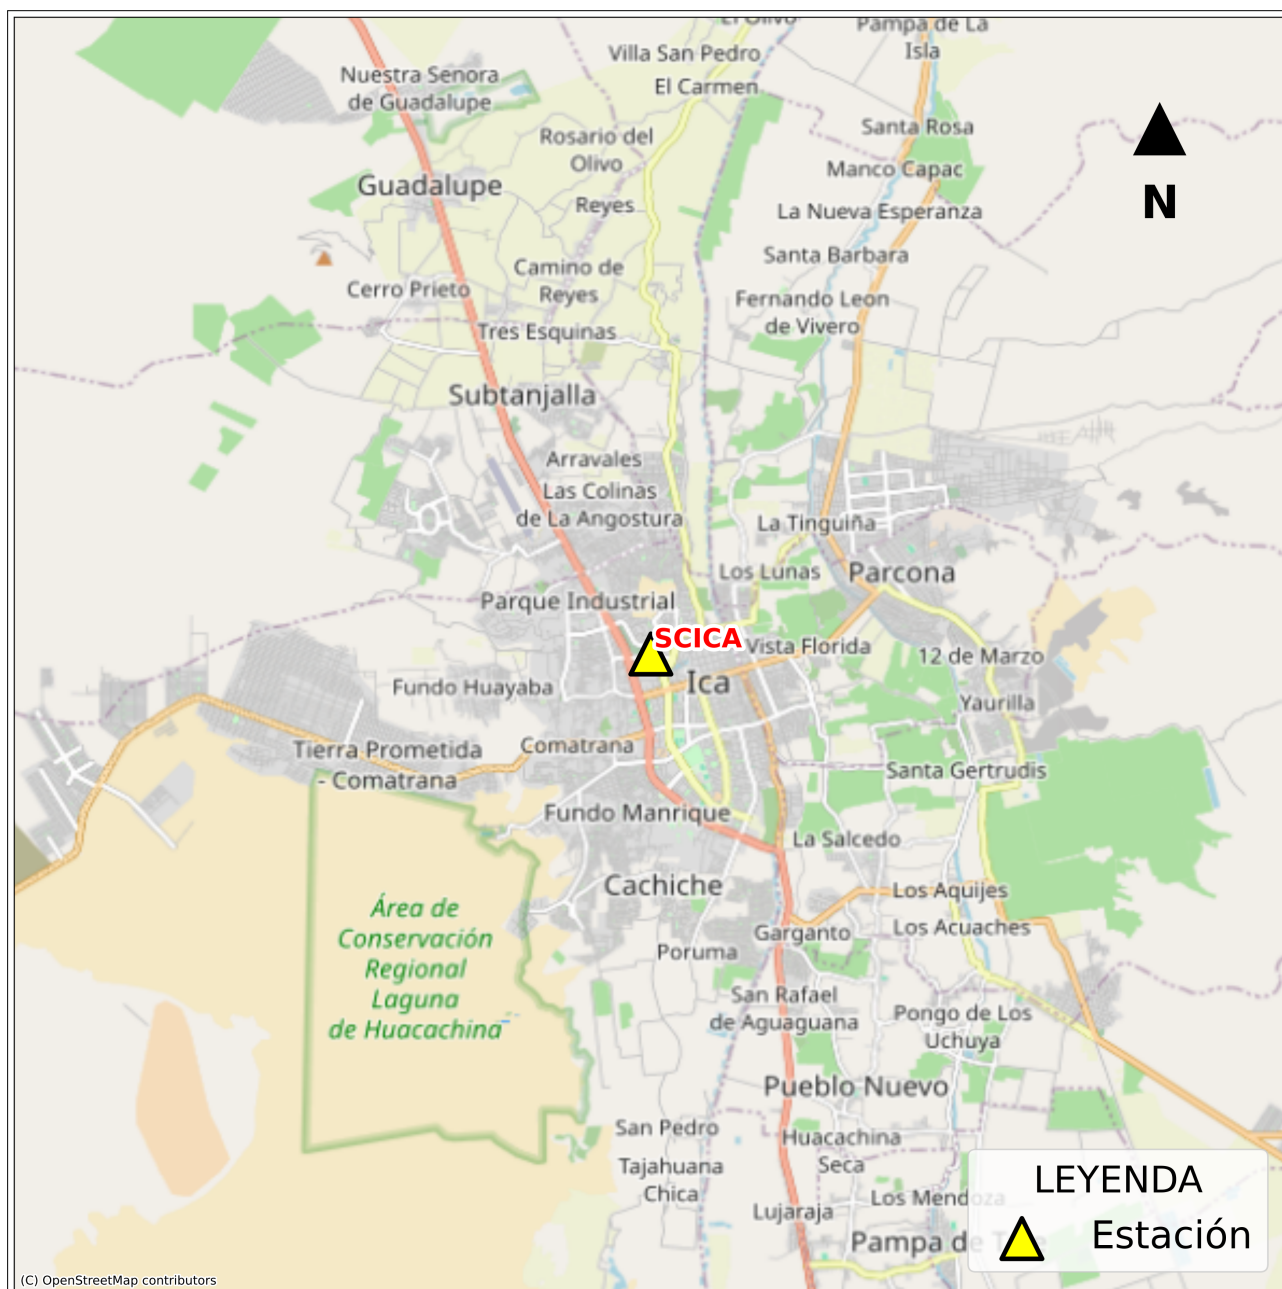 El Olivo
Pampa de La
Isla
Villa San Pedro
El Carmen
Nuestra Senora
de Guadalupe
Santa Rosa
Rosario del
Olivo
Manco Capac
Guadalupe
N
Reyes
La Nueva Esperanza
Santa Barbara
Camino de
Reyes
Cerro Prieto
Fernando Leon
de Vivero
Tres Esquinas
Subtanjalla
Arravales
Las Colinas
de La Angostura
La Tinguiña
Los Lunas
Parcona
Parque Industrial
SCICA
Vista Florida
12 de Marzo
Fundo Huayaba
Ica
Yaurilla
Tierra Prometida
- Comatrana
Comatrana
Santa Gertrudis
Fundo Manrique
La Salcedo
Cachiche
Los Aquijes
Área de
Conservación
Regional
Laguna
de Huacachina
Garganto
Los Acuaches
Poruma
San Rafael
de Aguaguana
Pongo de Los
Uchuya
Pueblo Nuevo
San Pedro
Huacachina
Seca
Tajahuana
Chica
Los Mendoza
Lujaraja
Pampa de
LEYENDA
Estación
(C) OpenStreetMap contributors